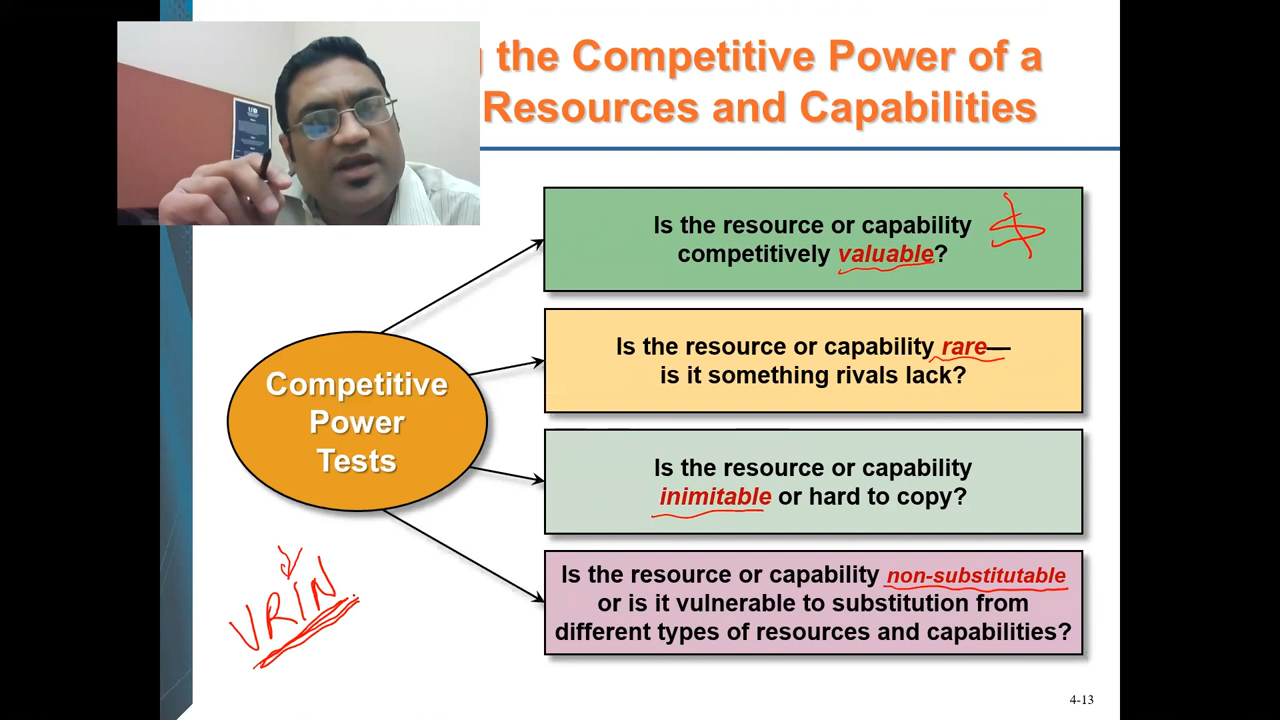 the Competitive Power of a
Resources and Capabilities
Is the resource or capability
competitively valuable?
$
Is the resource or capability rare—
is it something rivals lack?
Competitive
Power
Tests
Is the resource or capability
inimitable or hard to copy?
Is the resource or capability non-substitutable
or is it vulnerable to substitution from
different types of resources and capabilities?
VRIN
4-13